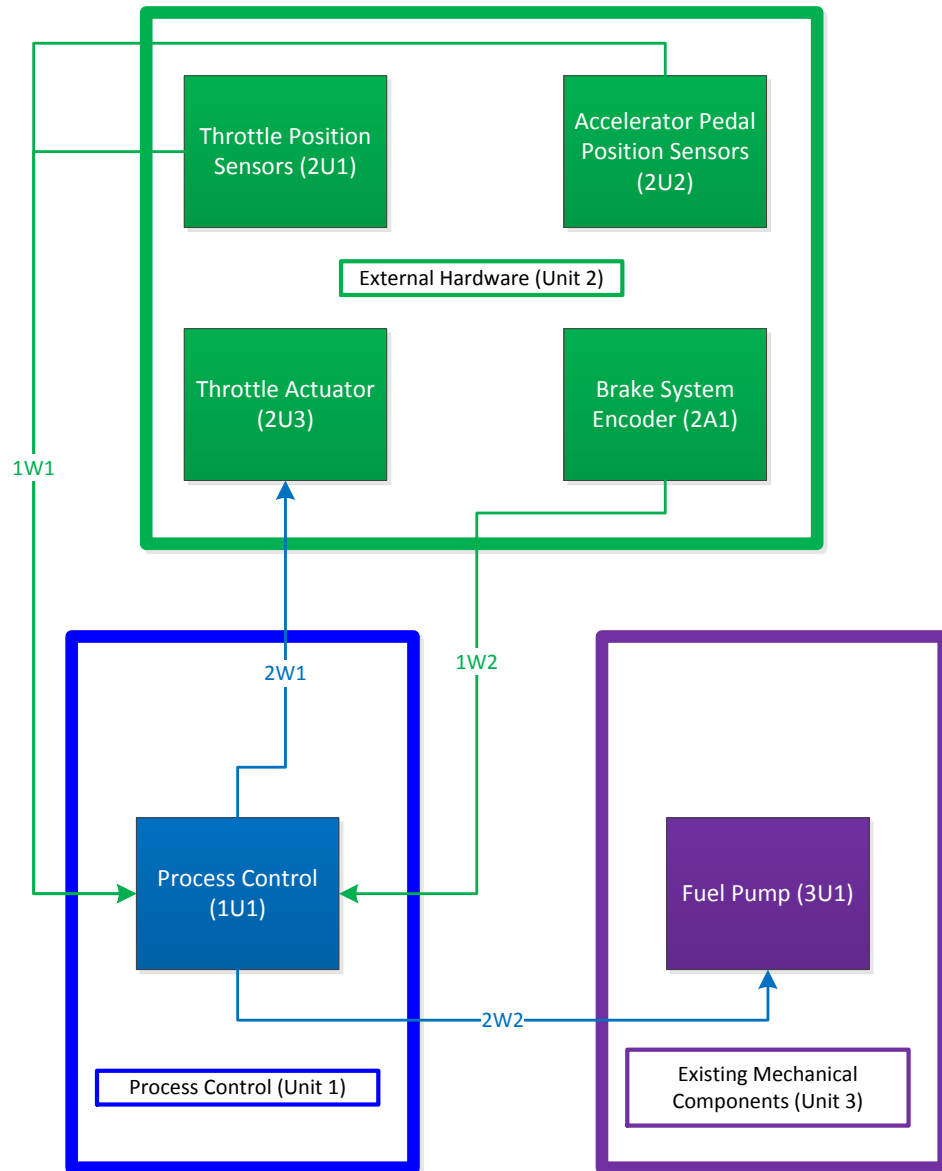 Throttle Position
Sensors (2U1)
Accelerator Pedal
Position Sensors
(2U2)
External Hardware (Unit 2)
Throttle Actuator
(2U3)
Brake System
Encoder (2A1)
1W1
2W1
1W2
Process Control
(1U1)
Fuel Pump (3U1)
2W2
Process Control (Unit 1)
Existing Mechanical
Components (Unit 3)